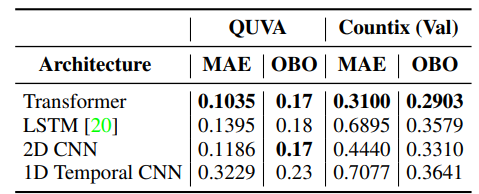 QUVA Countix (Val)
Architecture MAE OBO MAE OBO
Transformer 0.1035 0.17 0.3100 0.2903
LSTM [20] 0.1395 0.18 0.6895 0.3579
2D CNN 0.1186 0.17 0.4440 0.3310
1D Temporal CNN 0.3229 0.23 0.7077 0.3641